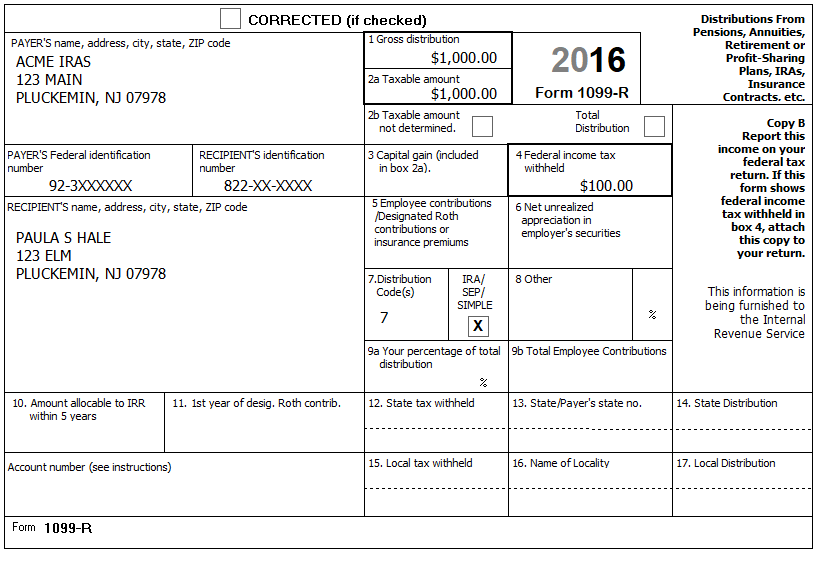 CORRECTED (if checked)
PAYER'S name, address, city, state, ZIP code
ACME IRAS
123 MAIN
PLUCKEMIN, NJ 07978
1 Gross distribution
$1,000.00
2a Taxable amount
$1,000.00
2016
Form 1099-R
Distributions From
Pensions, Annuities,
Retirement or
Profit-Sharing
Plans, IRAs,
Insurance
Contracts, etc.
2b Taxable amount
not determined.
Total
Distribution
Copy B
Report this
income on your
federal tax
return. If this
form shows
federal income
tax withheld in
box 4, attach
this copy to
your return.
This information is
being furnished to
the Internal
Revenue Service
PAYER'S Federal identification
number
92-3XXXXXX
RECIPIENT'S identification
number
822-XX-XXXX
3 Capital gain (included
in box 2a).
4 Federal income tax
withheld
$100.00
RECIPIENT'S name, address, city, state, ZIP code
PAULA S HALE
123 ELM
PLUCKEMIN, NJ 07978
5 Employee contributions
/Designated Roth
contributions or
insurance premiums
6 Net unrealized
appreciation in
employer's securities
7.Distribution
Code(s)
7
IRA/
SEP/
SIMPLE
X
8 Other
%
9a Your percentage of total
distribution
%
9b Total Employee Contributions
10. Amount allocable to IRR
within 5 years
11. 1st year of desig. Roth contrib.
12. State tax withheld
13. State/Payer's state no.
14. State Distribution
Account number (see instructions)
15. Local tax withheld
16. Name of Locality
17. Local Distribution
Form 1099-R